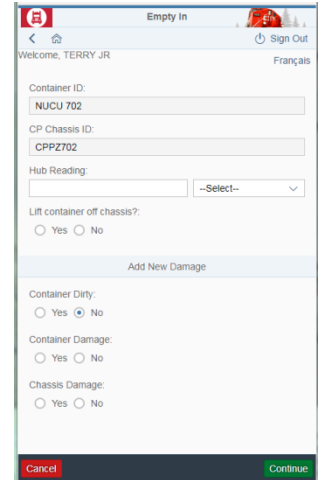 Empty In
Sign Out
Welcome, TERRY JR
Français
Container ID:
NUCU 702
CP Chassis ID:
CPPZ702
Hub Reading:
--Select--
Lift container off chassis?:
Yes No
Add New Damage
Container Dirty:
Yes No
Container Damage:
Yes No
Chassis Damage:
Yes No
Cancel Continue